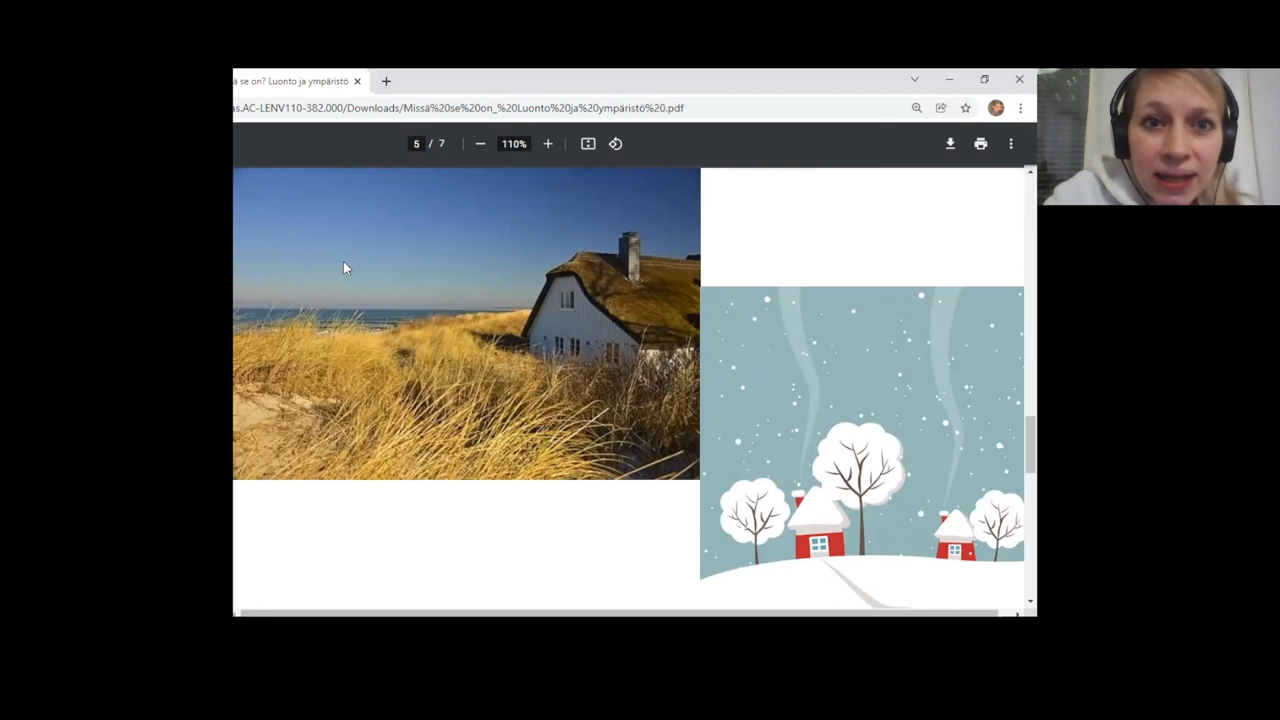 ä se on? Luonto ja ympäristö
as.AC-LENV110-382.000/Downloads/Missä%20se%20on_%20Luonto%20ja%20ympäristö%20.pdf
5 / 7
110%